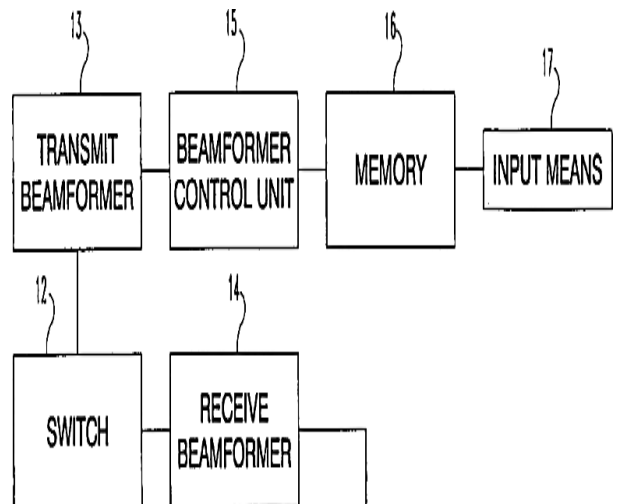 13
15
16
17
TRANSMIT
BEAMFORMER
BEAMFORMER
CONTROL UNIT
MEMORY
INPUT MEANS
12
14
SWITCH
RECEIVE
BEAMFORMER